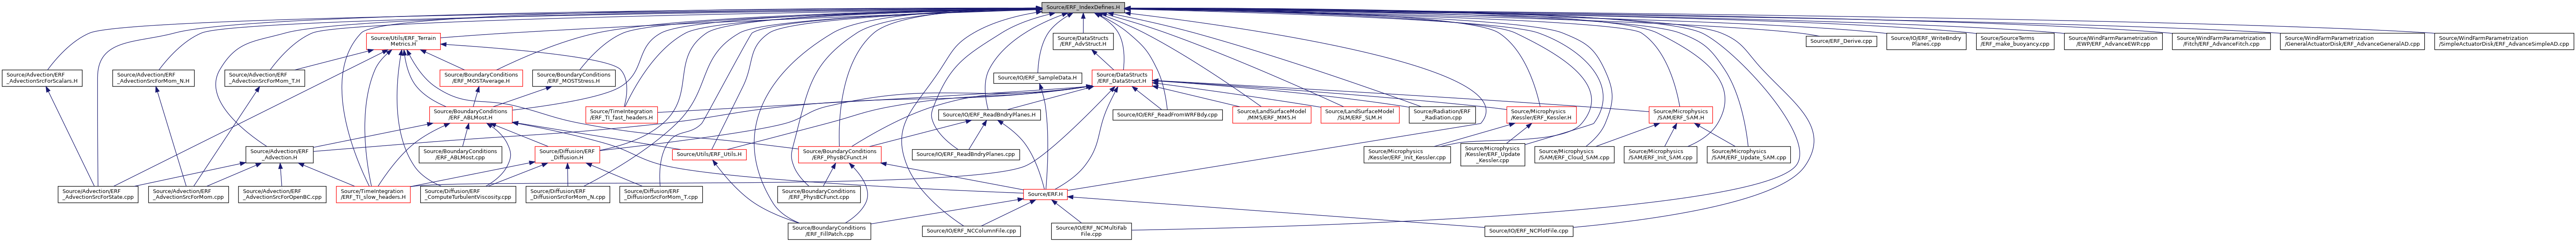 Source/ERF_IndexDefines.H
Source/Utils/ERF_Terrain
Metrics.H
Source/DataStructs
/ERF_AdvStruct.H
Source/ERF_Derive.cpp
Source/IO/ERF_WriteBndry
Planes.cpp
Source/SourceTerms
/ERF_make_buoyancy.cpp
Source/WindFarmParametrization
/EWP/ERF_AdvanceEWP.cpp
Source/WindFarmParametrization
/Fitch/ERF_AdvanceFitch.cpp
Source/WindFarmParametrization
/GeneralActuatorDisk/ERF_AdvanceGeneralAD.cpp
Source/WindFarmParametrization
/SimpleActuatorDisk/ERF_AdvanceSimpleAD.cpp
Source/Advection/ERF
_AdvectionSrcForScalars.H
Source/Advection/ERF
_AdvectionSrcForMom_N.H
Source/Advection/ERF
_AdvectionSrcForMom_T.H
Source/BoundaryConditions
/ERF_MOSTAverage.H
Source/BoundaryConditions
/ERF_MOSTStress.H
Source/IO/ERF_SampleData.H
Source/DataStructs
/ERF_DataStruct.H
Source/BoundaryConditions
/ERF_ABLMost.H
Source/TimeIntegration
/ERF_TI_fast_headers.H
Source/IO/ERF_ReadBndryPlanes.H
Source/IO/ERF_ReadFromWRFBdy.cpp
Source/LandSurfaceModel
/MM5/ERF_MM5.H
Source/LandSurfaceModel
/SLM/ERF_SLM.H
Source/Radiation/ERF
_Radiation.cpp
Source/Microphysics
/Kessler/ERF_Kessler.H
Source/Microphysics
/SAM/ERF_SAM.H
Source/Advection/ERF
_Advection.H
Source/BoundaryConditions
/ERF_ABLMost.cpp
Source/Diffusion/ERF
_Diffusion.H
Source/Utils/ERF_Utils.H
Source/BoundaryConditions
/ERF_PhysBCFunct.H
Source/IO/ERF_ReadBndryPlanes.cpp
Source/Microphysics
/Kessler/ERF_Init_Kessler.cpp
Source/Microphysics
/Kessler/ERF_Update
_Kessler.cpp
Source/Microphysics
/SAM/ERF_Cloud_SAM.cpp
Source/Microphysics
/SAM/ERF_Init_SAM.cpp
Source/Microphysics
/SAM/ERF_Update_SAM.cpp
Source/Advection/ERF
_AdvectionSrcForState.cpp
Source/Advection/ERF
_AdvectionSrcForMom.cpp
Source/Advection/ERF
_AdvectionSrcForOpenBC.cpp
Source/TimeIntegration
/ERF_TI_slow_headers.H
Source/Diffusion/ERF
_ComputeTurbulentViscosity.cpp
Source/Diffusion/ERF
_DiffusionSrcForMom_N.cpp
Source/Diffusion/ERF
_DiffusionSrcForMom_T.cpp
Source/BoundaryConditions
/ERF_PhysBCFunct.cpp
Source/ERF.H
Source/BoundaryConditions
/ERF_FillPatch.cpp
Source/IO/ERF_NCColumnFile.cpp
Source/IO/ERF_NCMultiFab
File.cpp
Source/IO/ERF_NCPlotFile.cpp